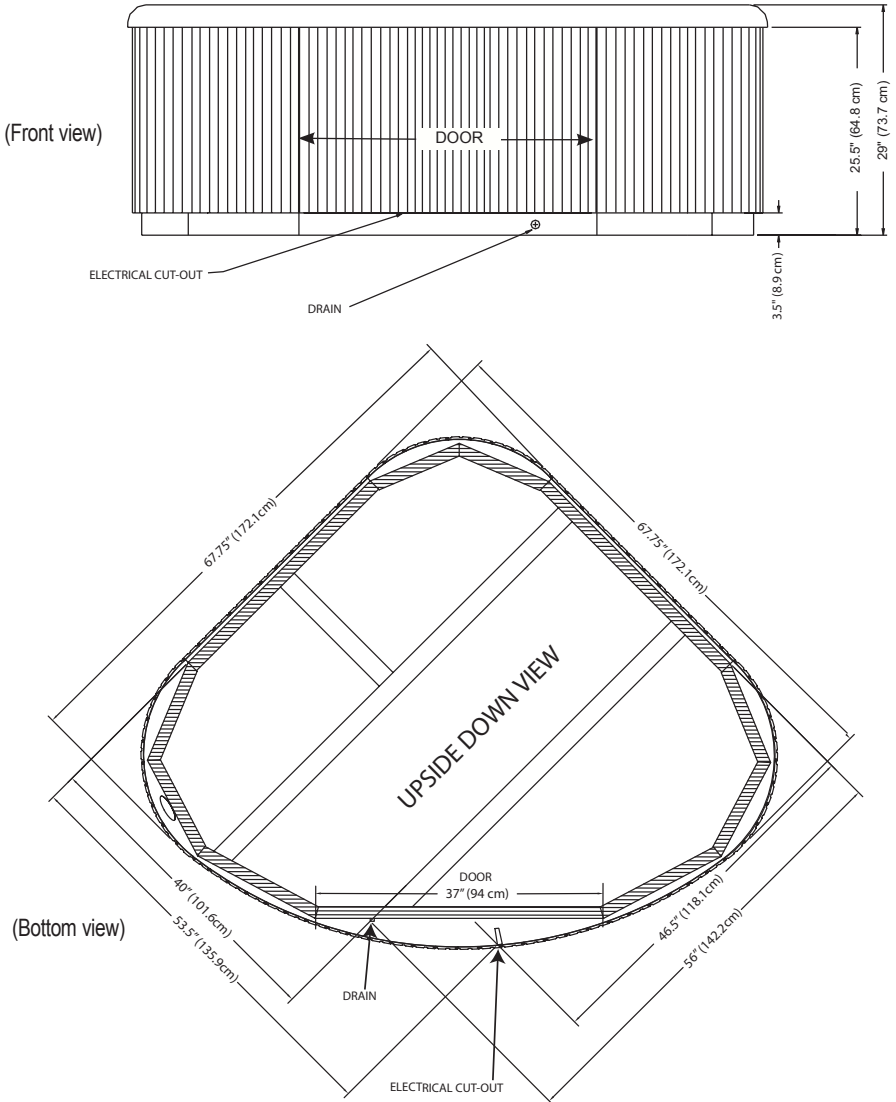 (Front view)
DOOR
25.5" (64.8 cm)
29" (73.7 cm)
3.5" (8.9 cm)
ELECTRICAL CUT-OUT
DRAIN
67.75" (172.1cm)
67.75" (172.1cm)
UPSIDE DOWN VIEW
DOOR
37" (94 cm)
40" (101.6cm)
53.5" (135.9cm)
46.5" (118.1cm)
56" (142.2cm)
(Bottom view)
DRAIN
ELECTRICAL CUT-OUT